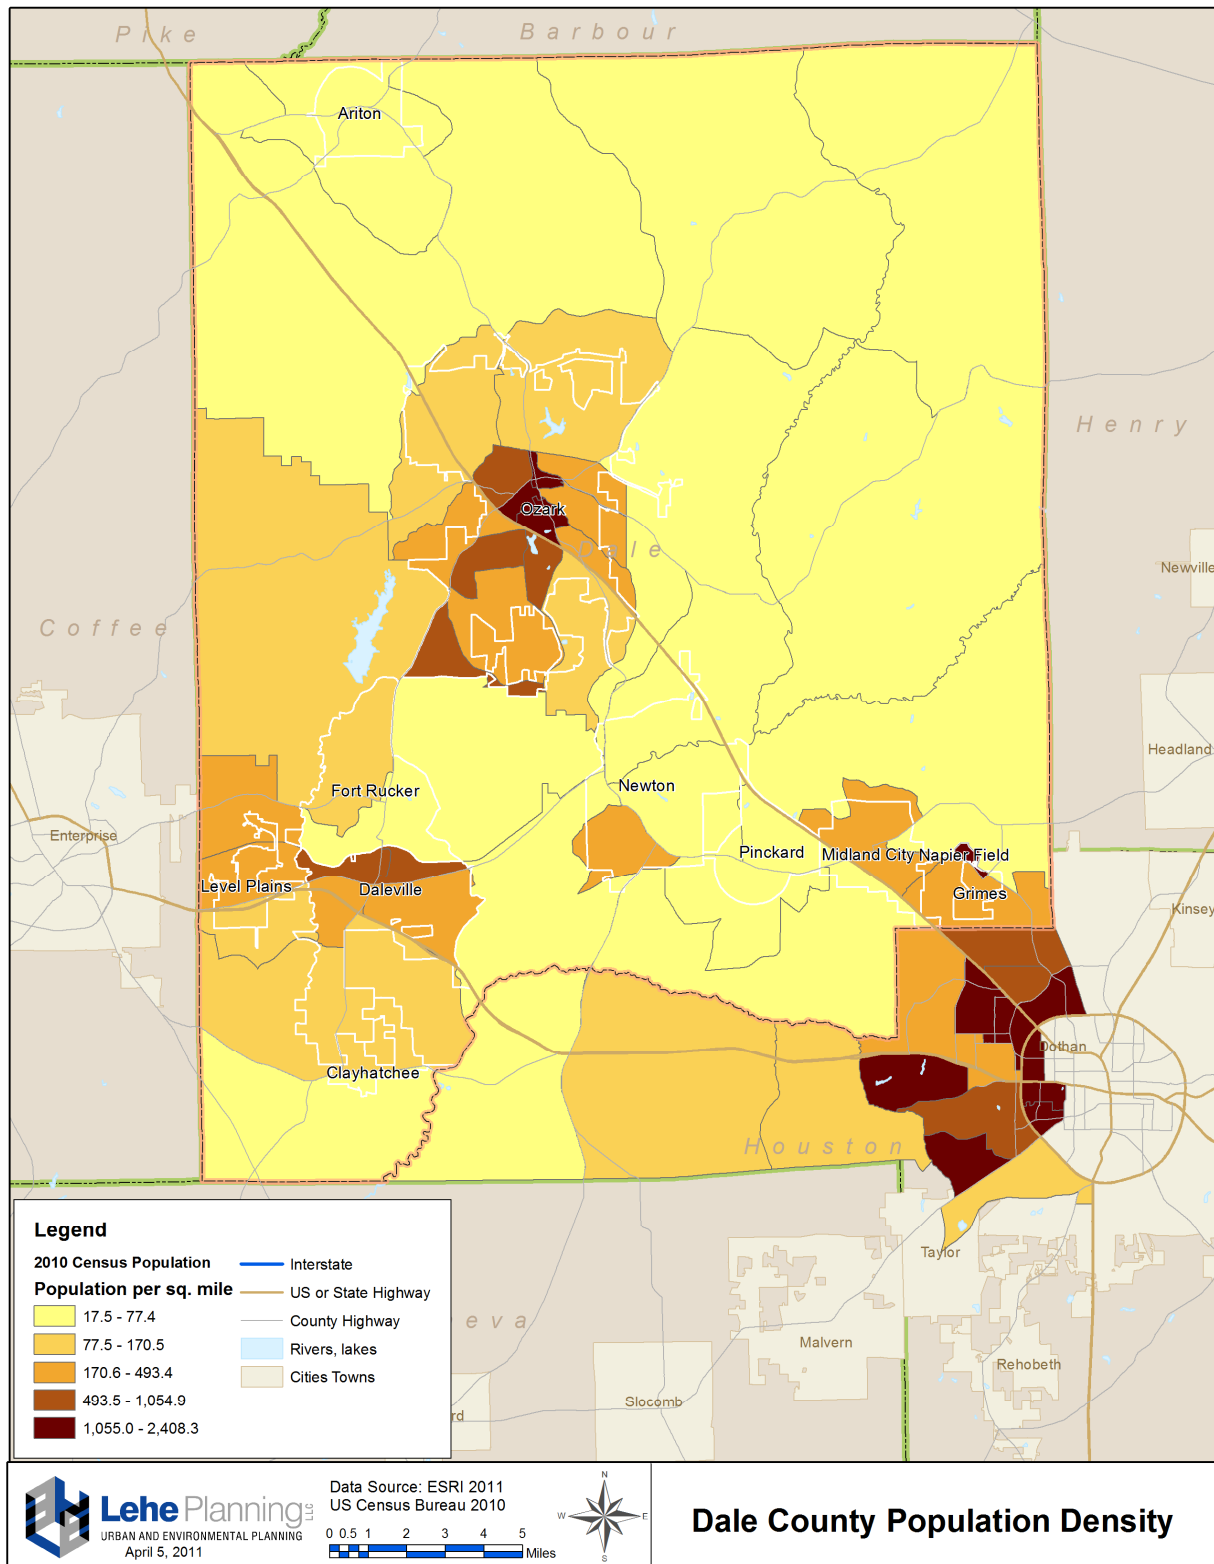 Pike
Barbour
Ariton
Henry
Ozark
Dale
Newville
Coffee
Headland
Fort Rucker
Newton
Enterprise
Pinckard
Midland City
Napier Field
Level Plains
Daleville
Grimes
Kinsey
Dothan
Clayhatchee
Houston
Taylor
eva
Malvern
Rehobeth
Slocomb
rd
Legend
2010 Census Population
Population per sq. mile
17.5 - 77.4
77.5 - 170.5
170.6 - 493.4
493.5 - 1,054.9
1,055.0 - 2,408.3
Interstate
US or State Highway
County Highway
Rivers, lakes
Cities Towns
Lehe Planning LLC
URBAN AND ENVIRONMENTAL PLANNING
April 5, 2011
Data Source: ESRI 2011
US Census Bureau 2010
0 0.5 1 2 3 4 5
Miles
N
W E
S
Dale County Population Density